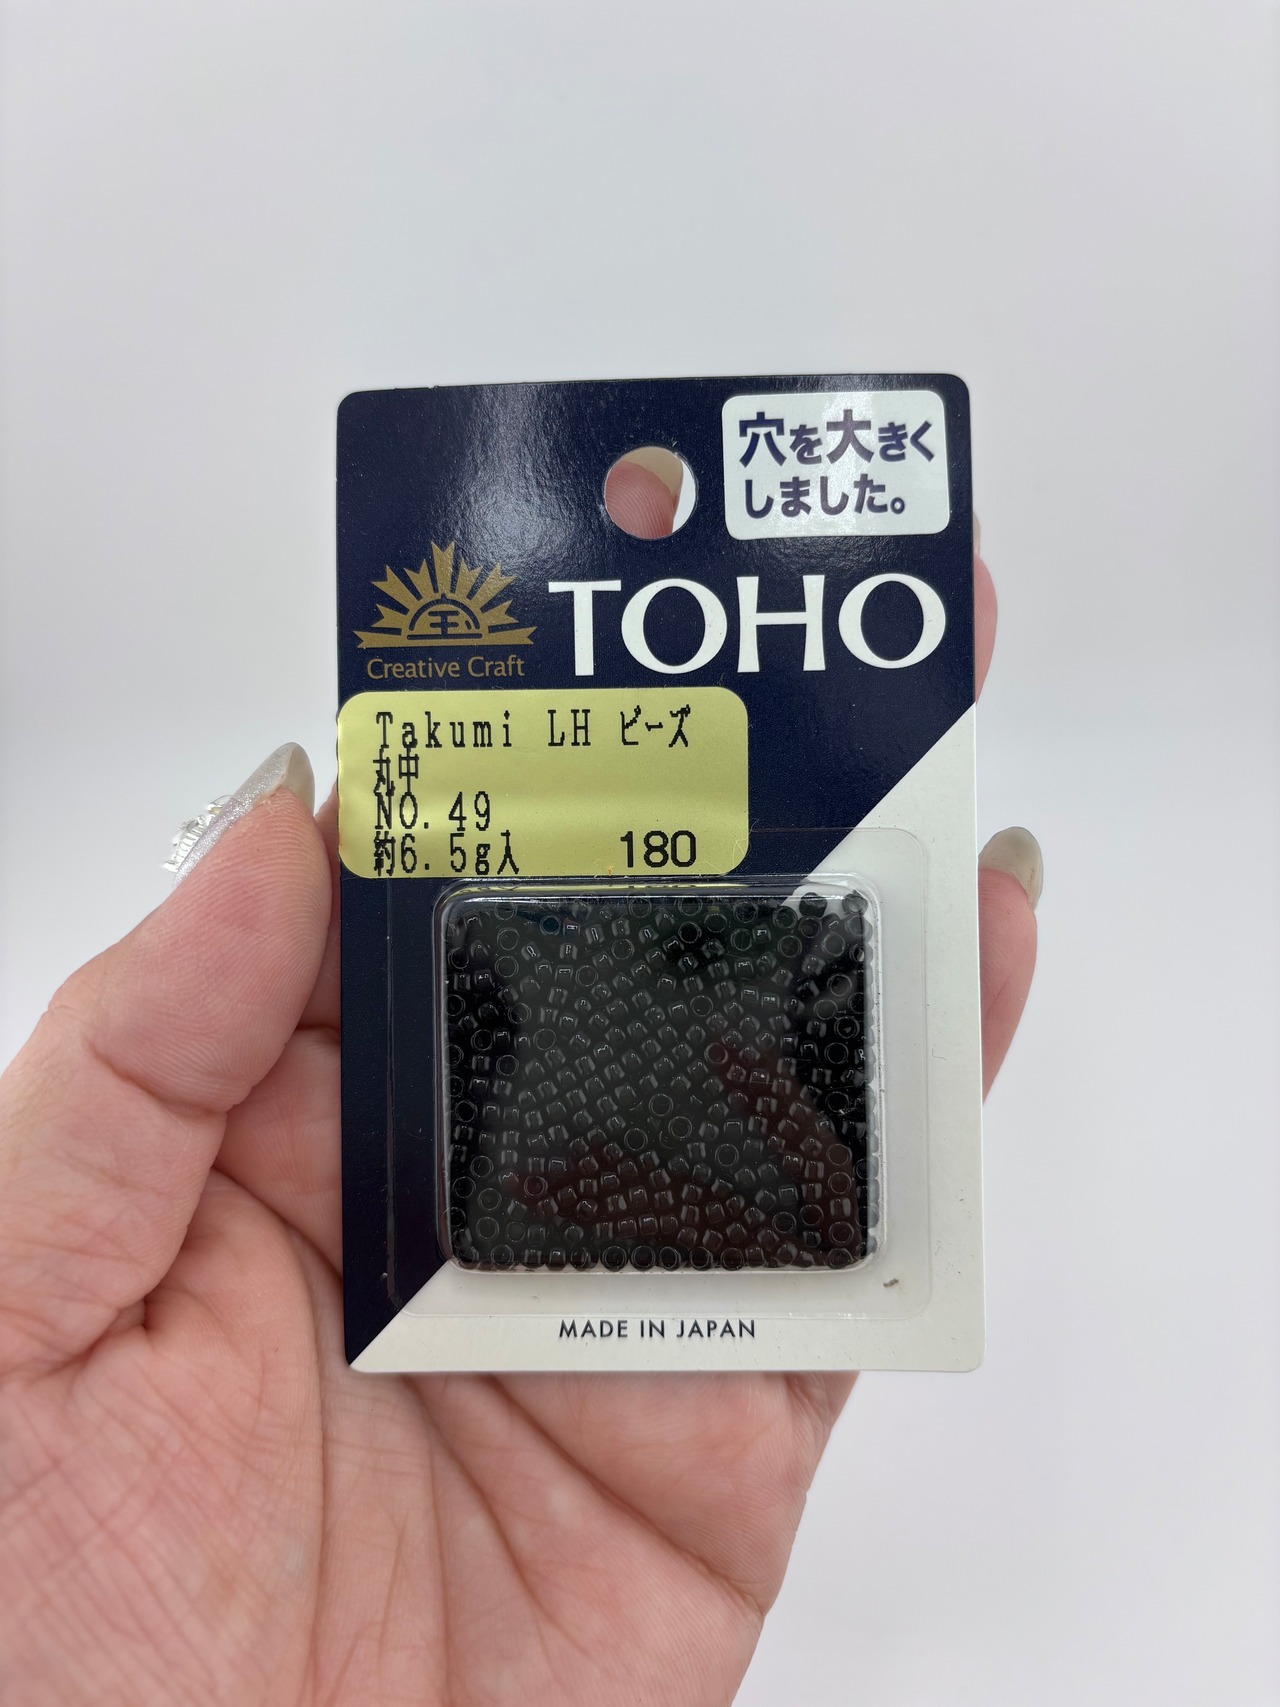 穴を大きく
しました。
TOHO
Creative Craft
Takumi LH ビーズ
丸中
NO. 49
約6.5g入 180
MADE IN JAPAN